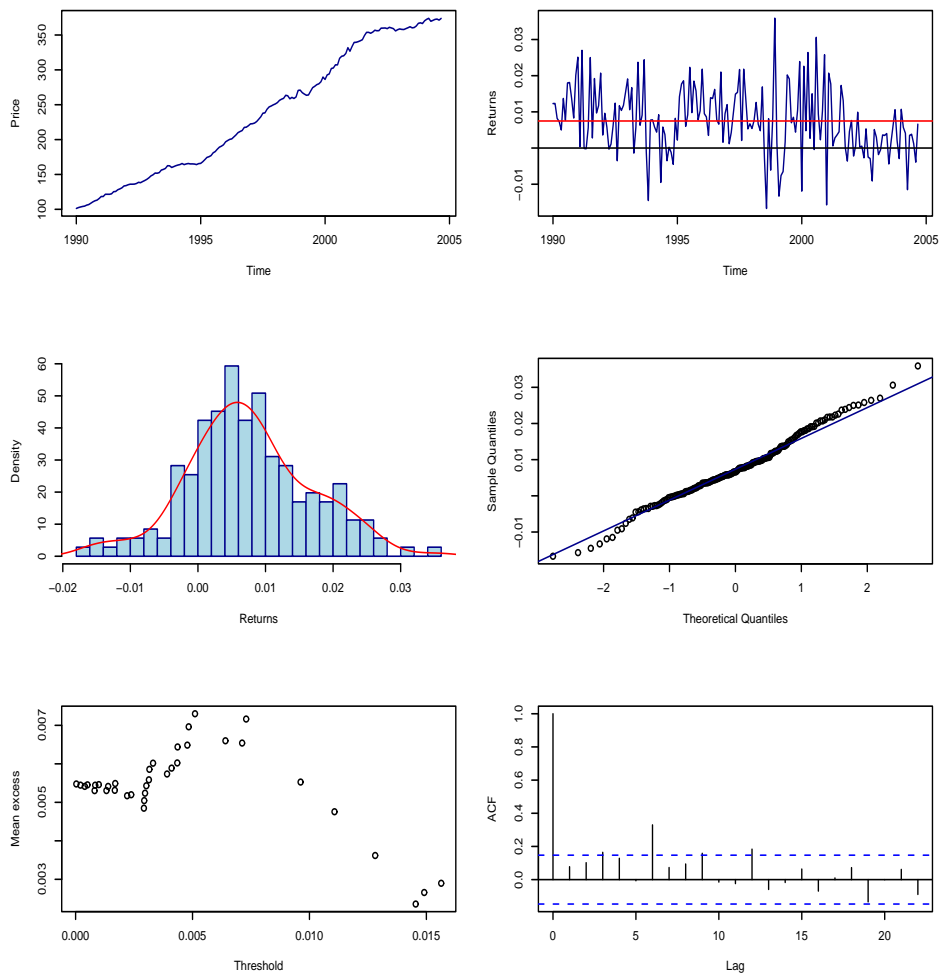 Price
100 150 200 250 300 350
1990 1995 2000 2005
Time
Returns
−0.01 0.01 0.03
1990 1995 2000 2005
Time
Density
0 10 20 30 40 50 60
−0.02 −0.01 0.00 0.01 0.02 0.03
Returns
Sample Quantiles
−0.01 0.01 0.03
−2 −1 0 1 2
Theoretical Quantiles
Mean excess
0.003 0.005 0.007
0.000 0.005 0.010 0.015
Threshold
ACF
0.0 0.2 0.4 0.6 0.8 1.0
0 5 10 15 20
Lag